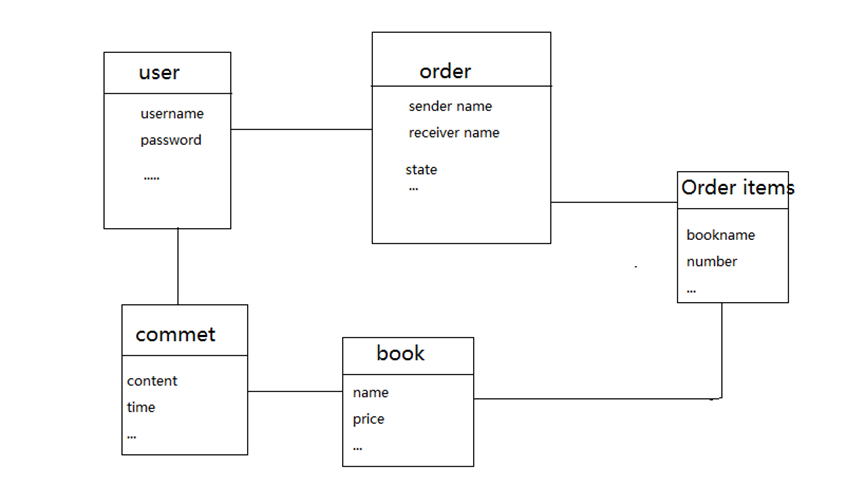 user
username
password
.....
order
sender name
receiver name
state
...
Order items
bookname
number
...
commet
content
time
...
book
name
price
...